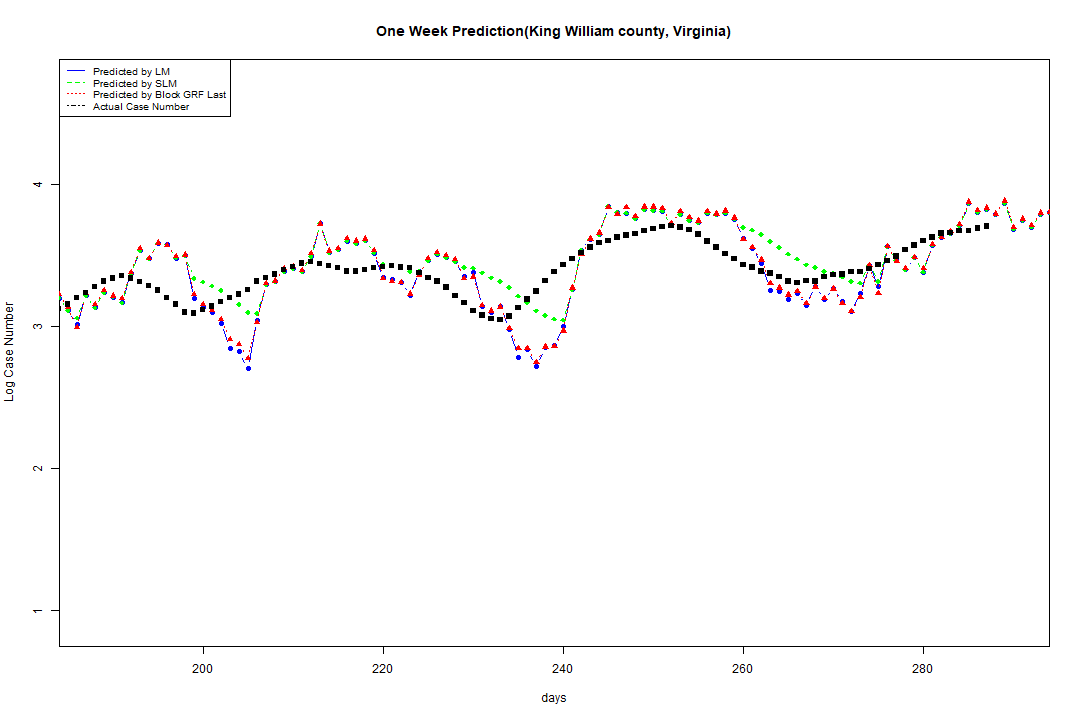 One Week Prediction(King William county, Virginia)
Predicted by LM
Predicted by SLM
Predicted by Block GRF Last
Actual Case Number
4
3
2
1
Log Case Number
200 220 240 260 280
days